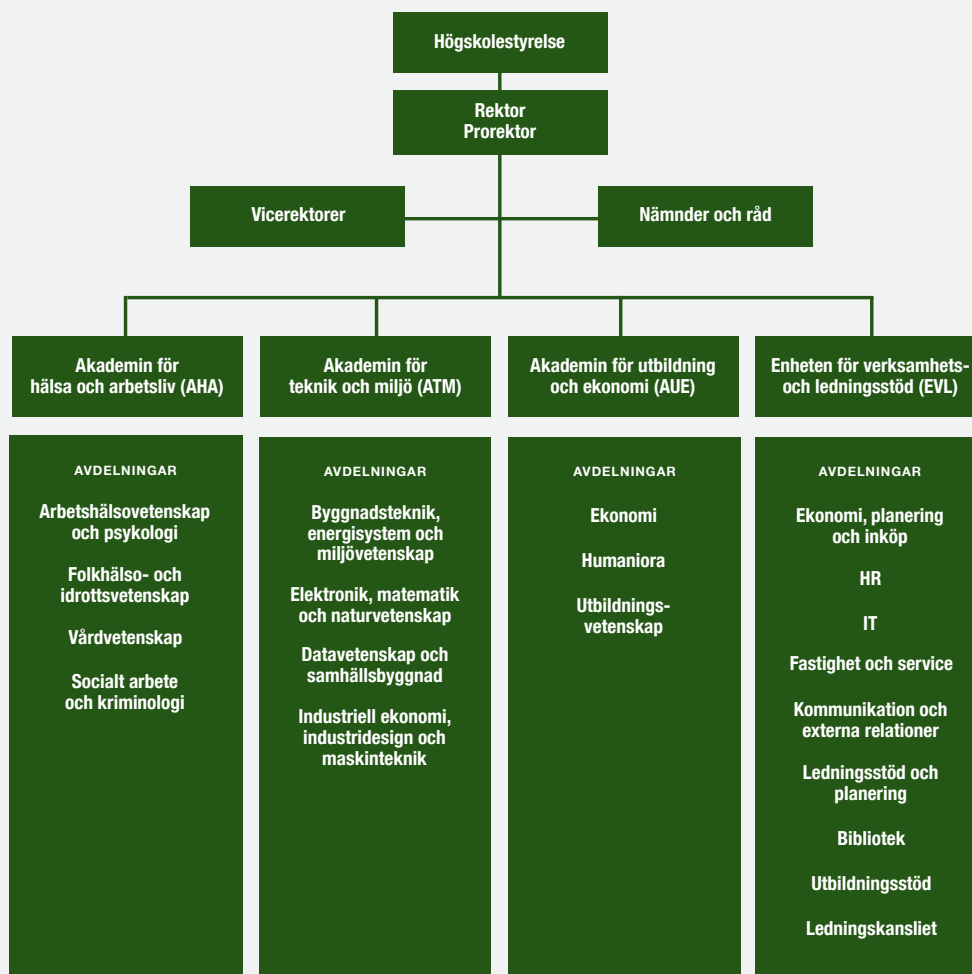 Högskolestyrelse
Rektor
Prorektor
Vicerektorer
Nämnder och råd
Akademin för
hälsa och arbetsliv (AHA)
Akademin för
teknik och miljö (ATM)
Akademin för utbildning
och ekonomi (AUE)
Enheten för verksamhets-
och ledningsstöd (EVL)
AVDELNINGAR
Arbetshälsovetenskap
och psykologi
Folkhälso- och
idrottsvetenskap
Vårdvetenskap
Socialt arbete
och kriminologi
AVDELNINGAR
Byggnadsteknik,
energisystem och
miljövetenskap
Elektronik, matematik
och naturvetenskap
Datavetenskap och
samhällsbyggnad
Industriell ekonomi,
industridesign och
maskinteknik
AVDELNINGAR
Ekonomi
Humaniora
Utbildnings-
vetenskap
AVDELNINGAR
Ekonomi, planering
och inköp
HR
IT
Fastighet och service
Kommunikation och
externa relationer
Ledningsstöd och
planering
Bibliotek
Utbildningsstöd
Ledningskansliet